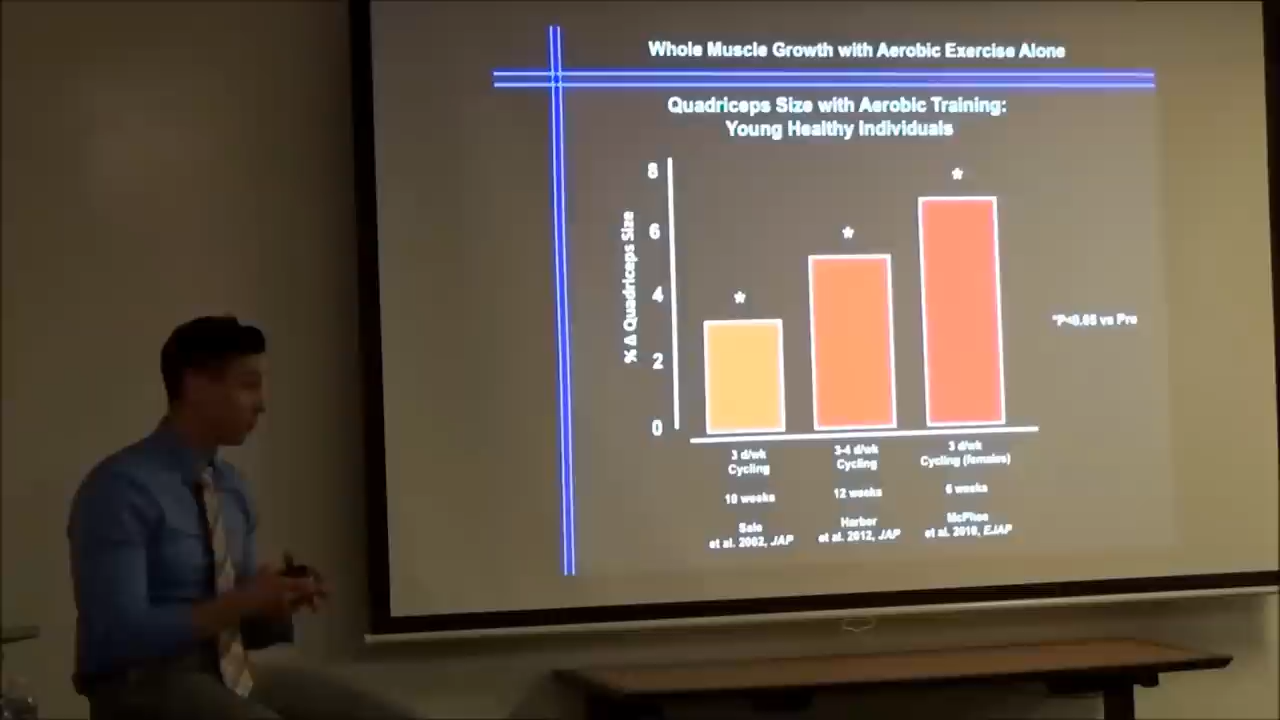 Whole Muscle Growth with Aerobic Exercise Alone
Quadriceps Size with Aerobic Training:
Young Healthy Individuals
% Δ Quadriceps Size
8
6
4
2
0
*
*
*
*P<0.05 vs Pre
3 d/wk
Cycling
10 weeks
et al. 2002, JAP
3-4 d/wk
Cycling
12 weeks
Harber
et al. 2012, JAP
3 d/wk
Cycling (females)
6 weeks
McPhee
et al. 2010, EJAP